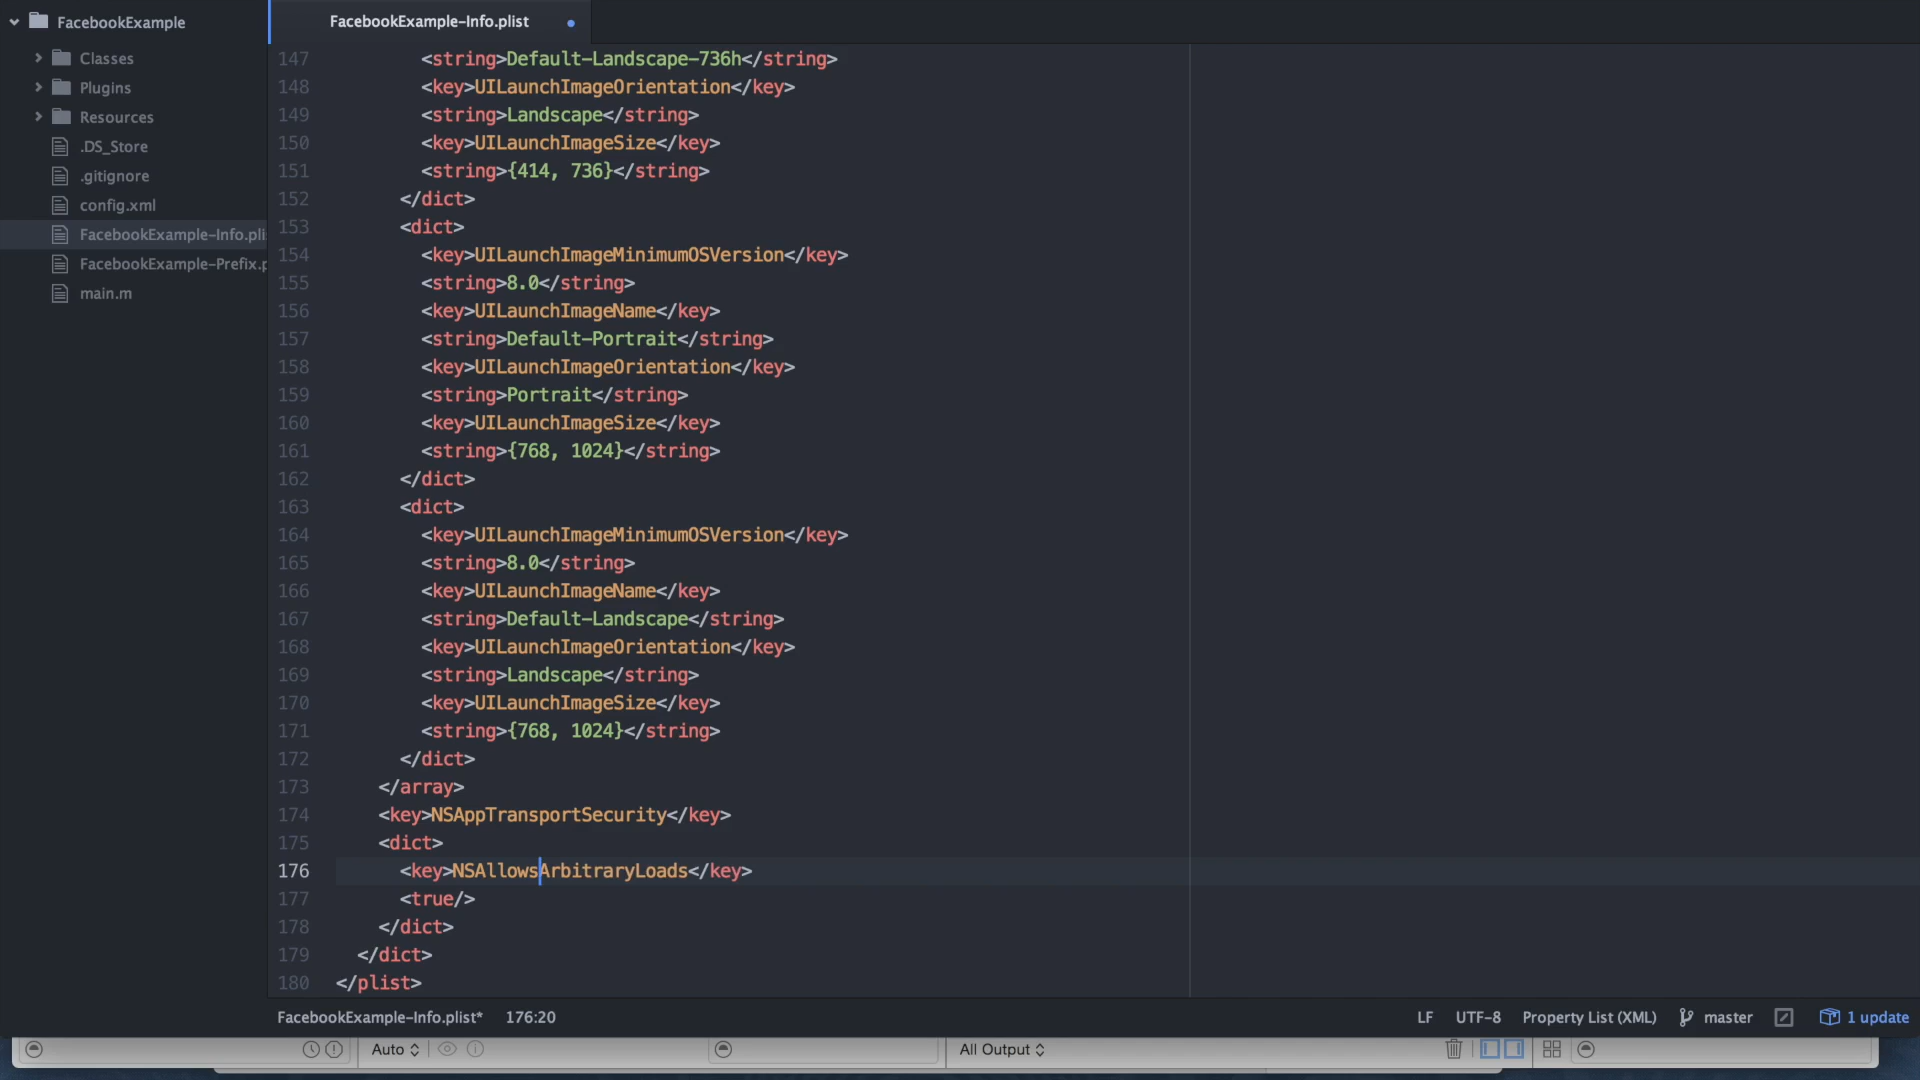 FacebookExample
Classes
Plugins
Resources
.DS_Store
.gitignore
config.xml
FacebookExample-Info.pli
FacebookExample-Prefix.p
main.m
FacebookExample-Info.plist
147 <string>Default-Landscape-736h</string>
148 <key>UILaunchImageOrientation</key>
149 <string>Landscape</string>
150 <key>UILaunchImageSize</key>
151 <string>{414, 736}</string>
152 </dict>
153 <dict>
154 <key>UILaunchImageMinimumOSVersion</key>
155 <string>8.0</string>
156 <key>UILaunchImageName</key>
157 <string>Default-Portrait</string>
158 <key>UILaunchImageOrientation</key>
159 <string>Portrait</string>
160 <key>UILaunchImageSize</key>
161 <string>{768, 1024}</string>
162 </dict>
163 <dict>
164 <key>UILaunchImageMinimumOSVersion</key>
165 <string>8.0</string>
166 <key>UILaunchImageName</key>
167 <string>Default-Landscape</string>
168 <key>UILaunchImageOrientation</key>
169 <string>Landscape</string>
170 <key>UILaunchImageSize</key>
171 <string>{768, 1024}</string>
172 </dict>
173 </array>
174 <key>NSAppTransportSecurity</key>
175 <dict>
176 <key>NSAllowsArbitraryLoads</key>
177 <true/>
178 </dict>
179 </dict>
180 </plist>
FacebookExample-Info.plist* 176:20 LF UTF-8 Property List (XML) master 1 update
Auto All Output